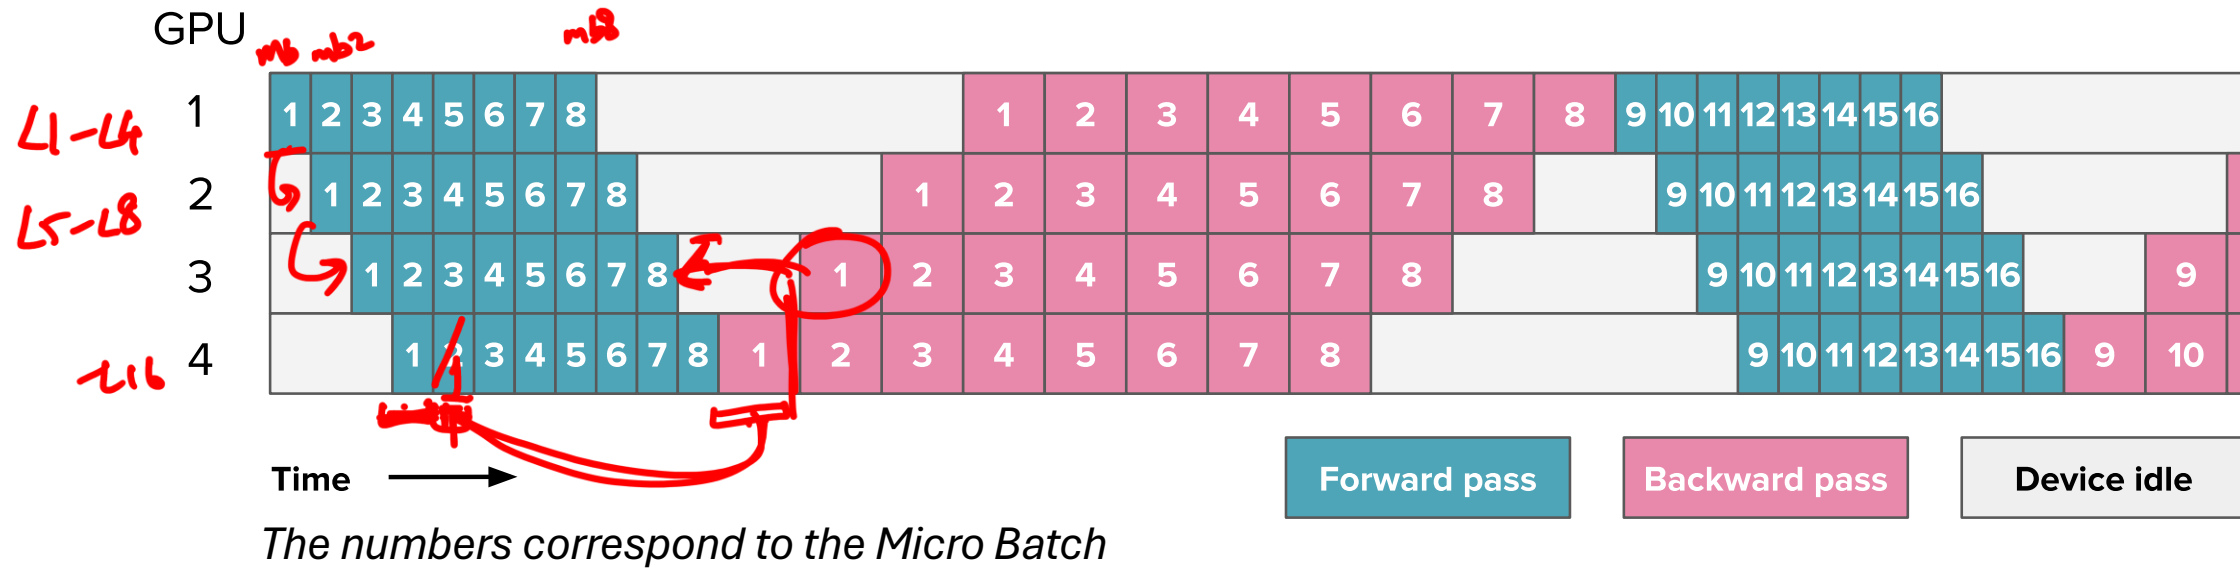 GPU
mb mb2 mb8
L1-L4 1 1 2 3 4 5 6 7 8 1 2 3 4 5 6 7 8 9 10 11 12 13 14 15 16
L5-L8 2 1 2 3 4 5 6 7 8 1 2 3 4 5 6 7 8 9 10 11 12 13 14 15 16
3 1 2 3 4 5 6 7 8 1 2 3 4 5 6 7 8 9 10 11 12 13 14 15 16 9
-L16 4 1 2 3 4 5 6 7 8 1 2 3 4 5 6 7 8 9 10 11 12 13 14 15 16 9 10
Time Forward pass Backward pass Device idle
The numbers correspond to the Micro Batch